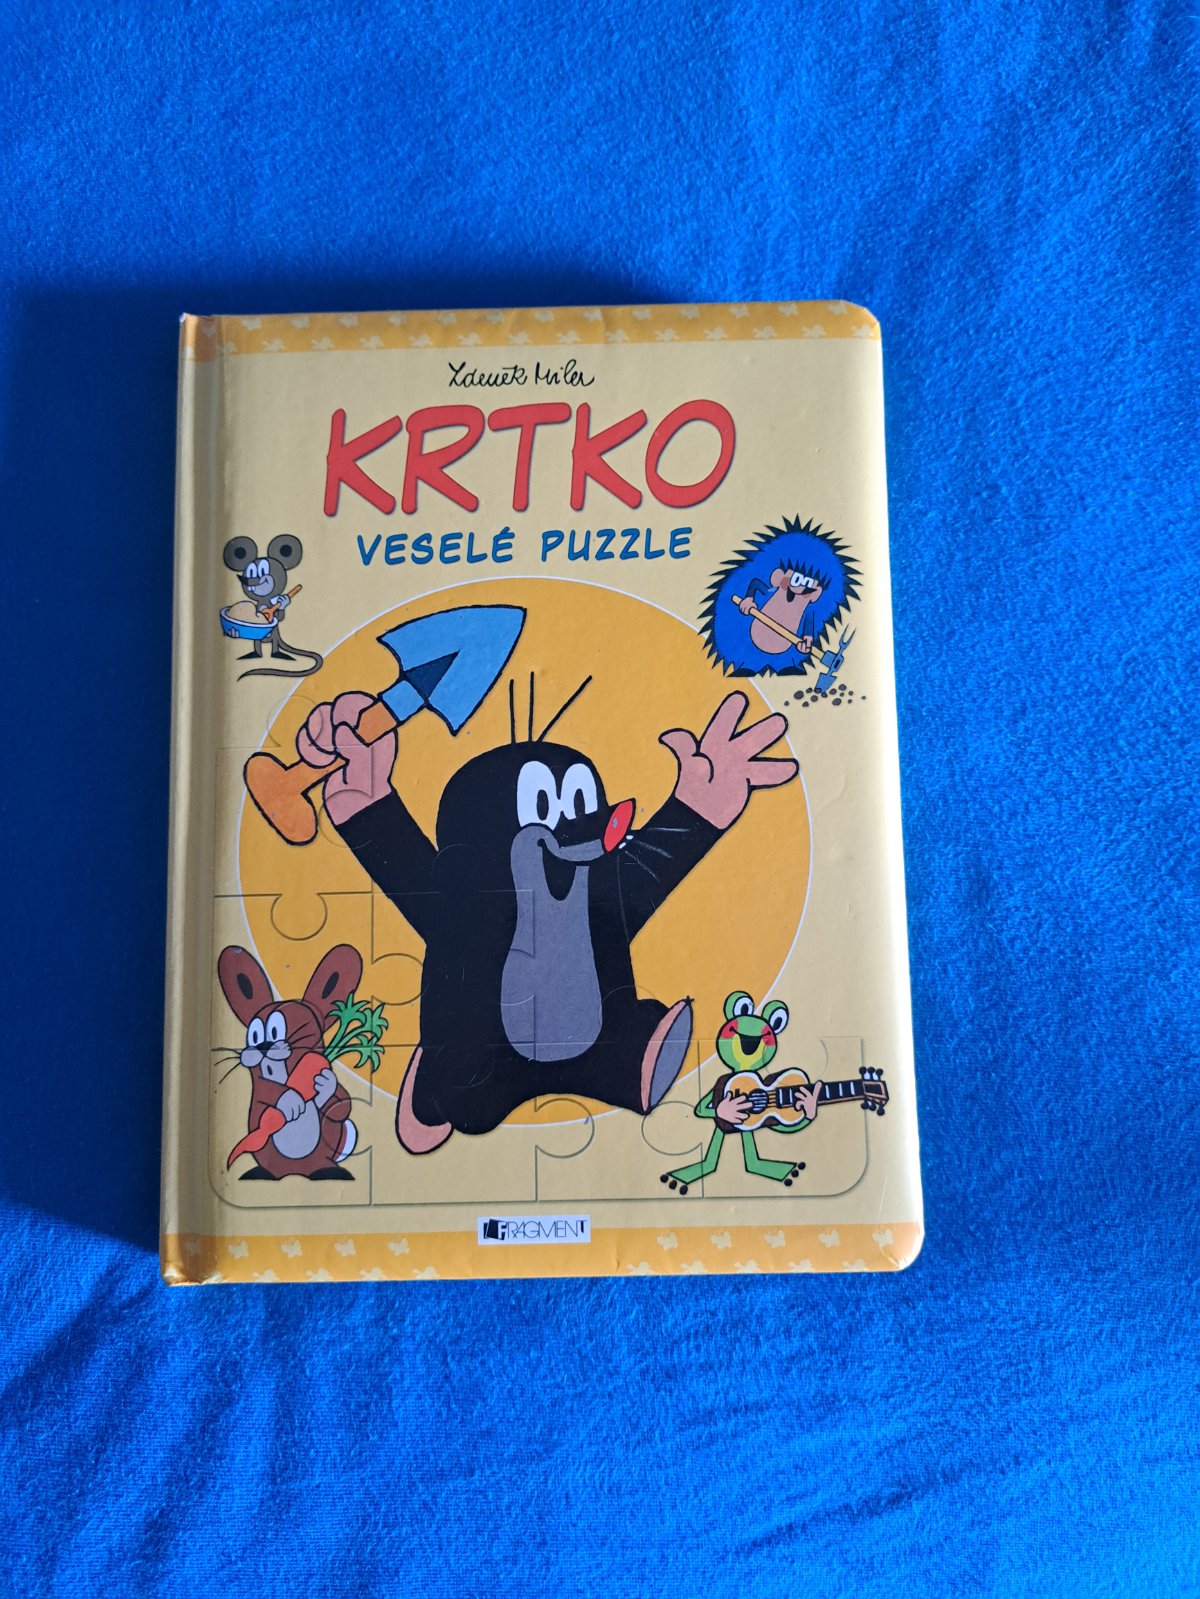 Zdeněk Miler
KRTKO
VESELÉ PUZZLE
FRAGMENT